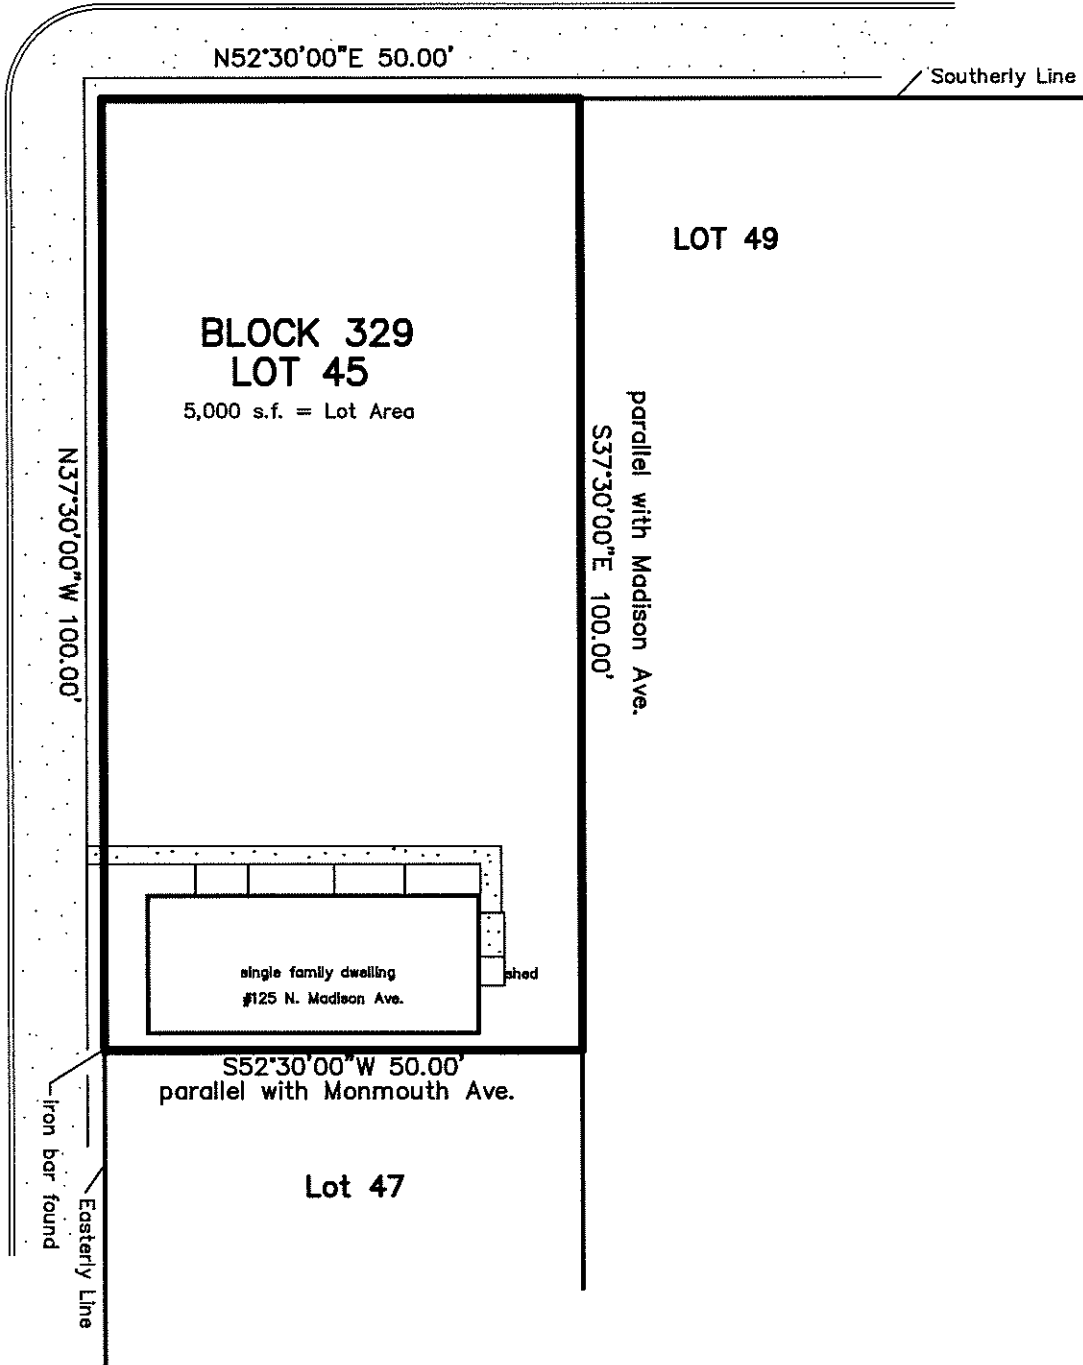 N52°30'00"E 50.00'
Southerly Line
LOT 49
BLOCK 329
LOT 45
5,000 s.f. = Lot Area
N37°30'00"W 100.00'
S37°30'00"E 100.00'
parallel with Madison Ave.
single family dwelling
#125 N. Madison Ave.
shed
S52°30'00"W 50.00'
parallel with Monmouth Ave.
iron bar found
Easterly Line
Lot 47